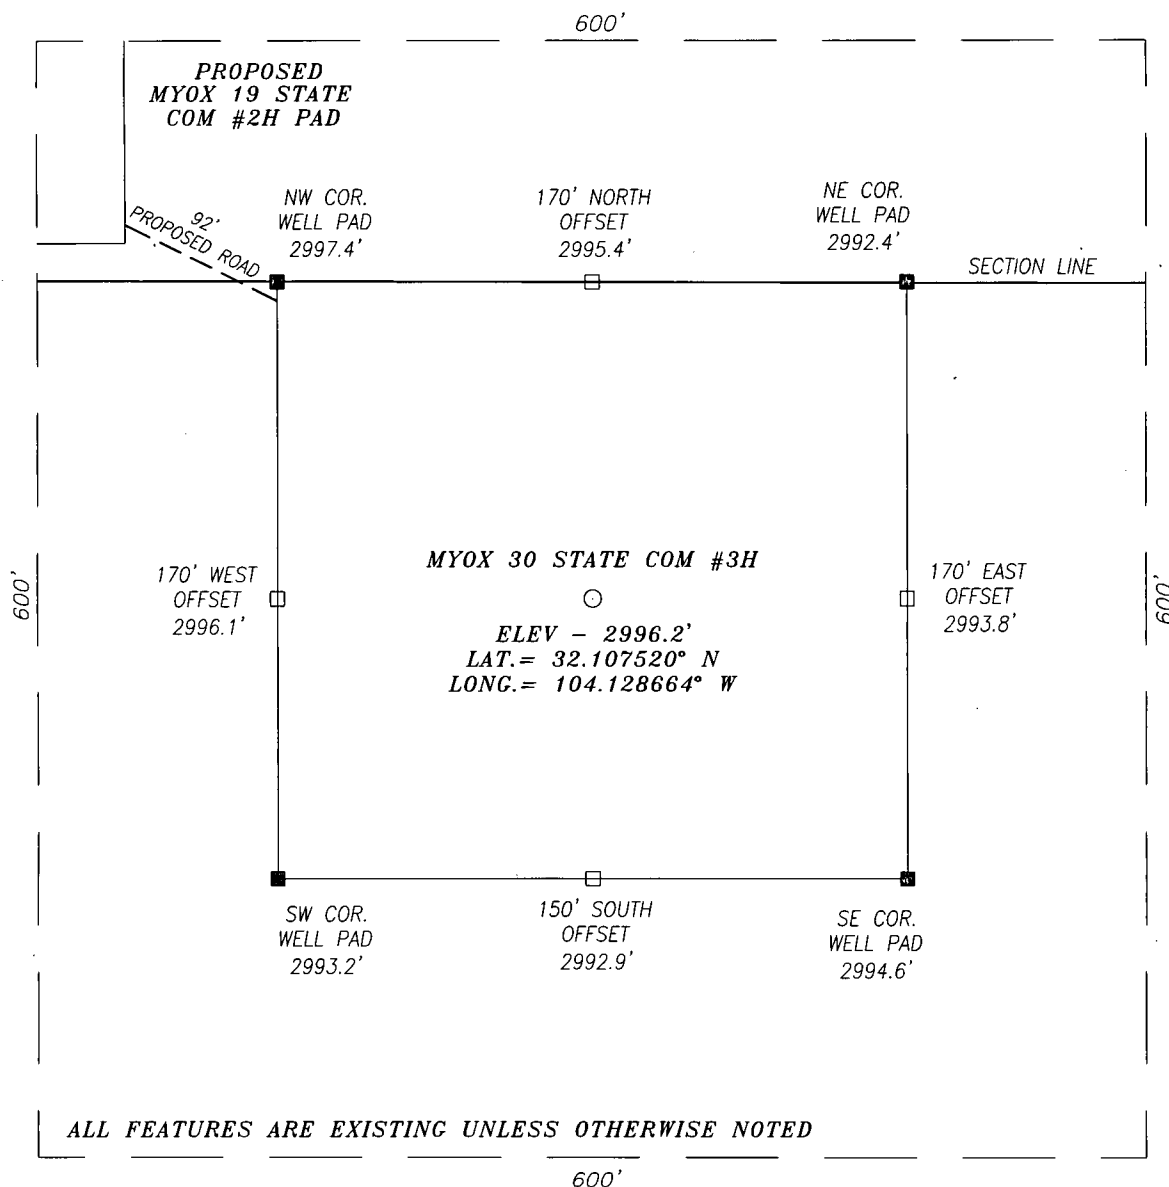 600'
PROPOSED
MYOX 19 STATE
COM #2H PAD
NW COR.
WELL PAD
2997.4'
170' NORTH
OFFSET
2995.4'
NE COR.
WELL PAD
2992.4'
92'
PROPOSED ROAD
SECTION LINE
600'
170' WEST
OFFSET
2996.1'
MYOX 30 STATE COM #3H
ELEV - 2996.2'
LAT.= 32.107520° N
LONG.= 104.128664° W
170' EAST
OFFSET
2993.8'
600'
SW COR.
WELL PAD
2993.2'
150' SOUTH
OFFSET
2992.9'
SE COR.
WELL PAD
2994.6'
ALL FEATURES ARE EXISTING UNLESS OTHERWISE NOTED
600'